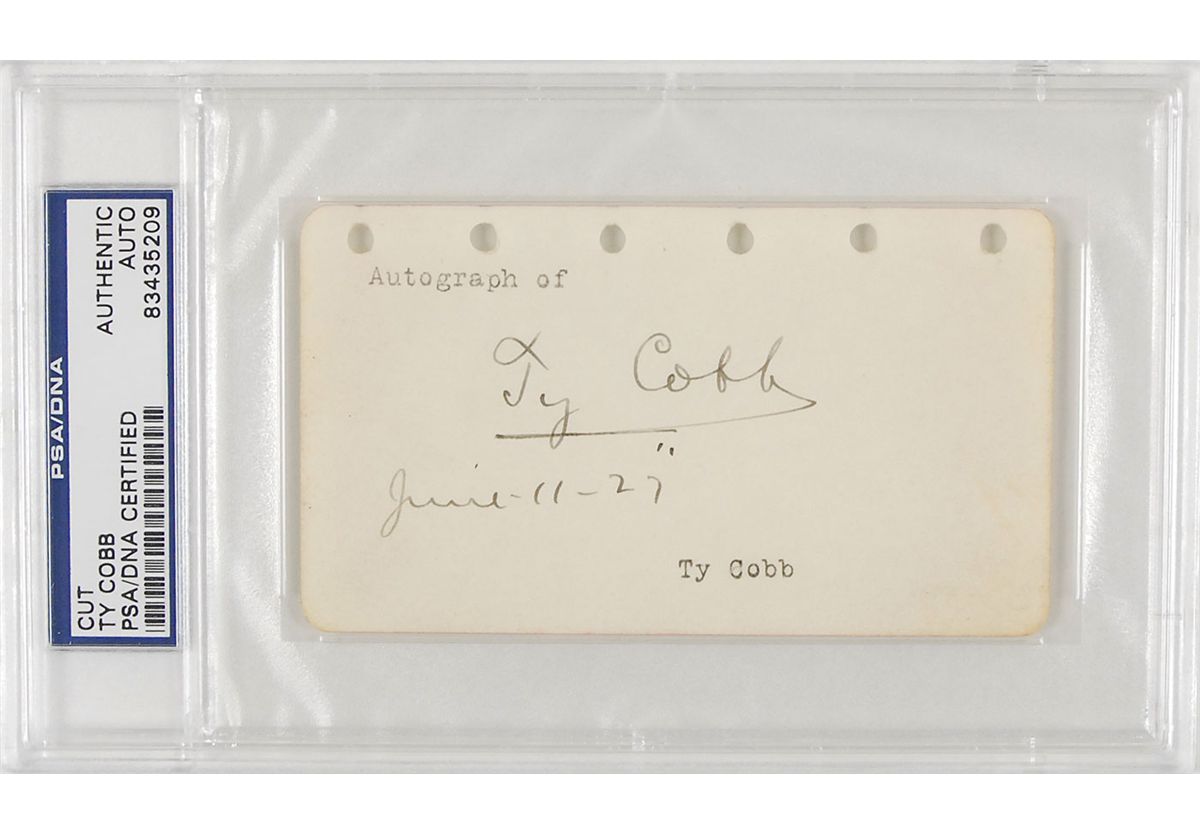 PSA/DNA
CUT
TY COBB
PSA/DNA CERTIFIED
AUTHENTIC
AUTO
83435209
Autograph of
Ty Cobb
June-11-27"
Ty Cobb